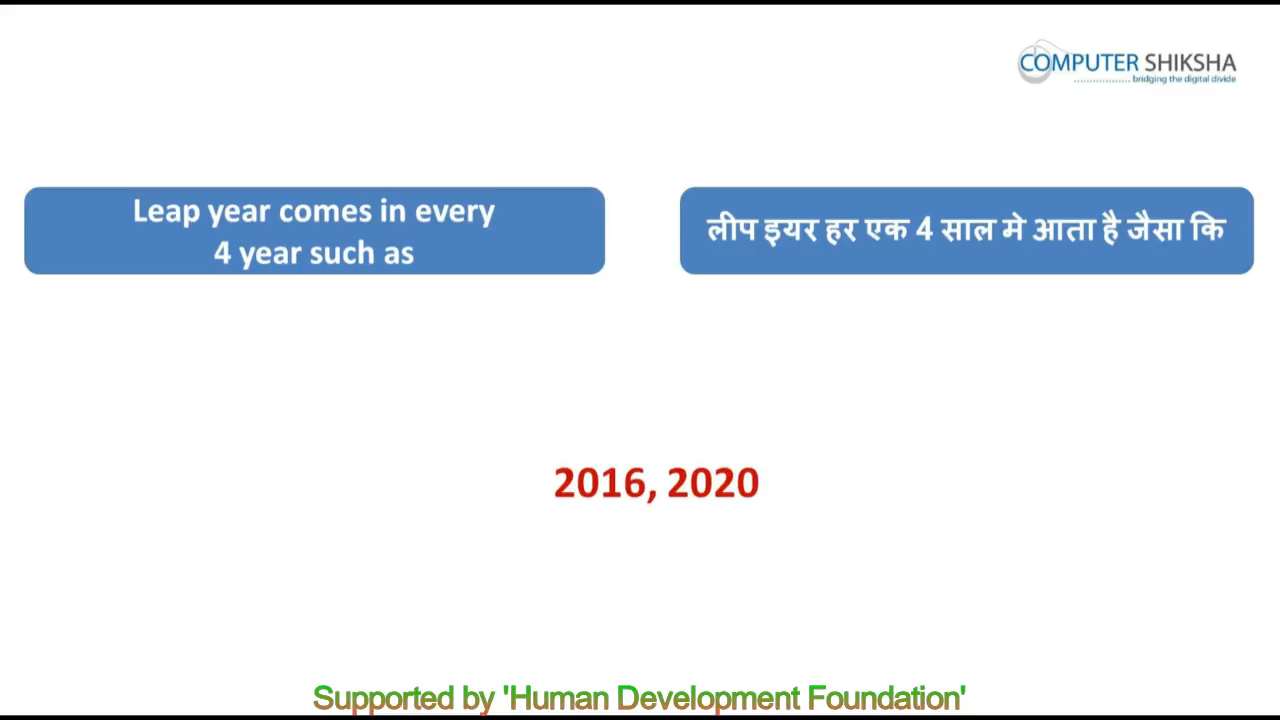 COMPUTER SHIKSHA
bridging the digital divide
Leap year comes in every
4 year such as
लीप इयर हर एक 4 साल मे आता है जैसा कि
2016, 2020
Supported by 'Human Development Foundation'